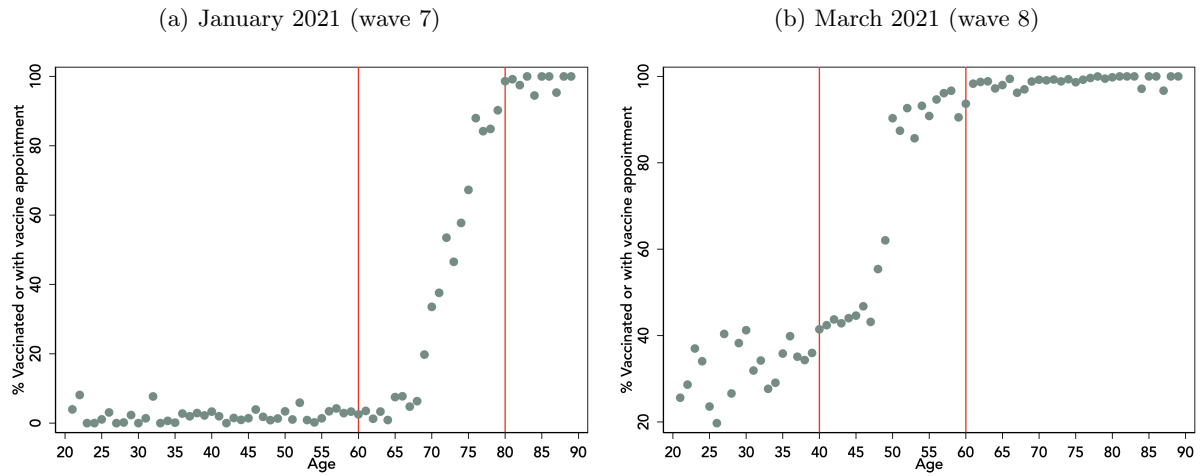 (a) January 2021 (wave 7)
% Vaccinated or with vaccine appointment
100
80
60
40
20
0
20 25 30 35 40 45 50 55 60 65 70 75 80 85 90
Age
(b) March 2021 (wave 8)
% Vaccinated or with vaccine appointment
100
80
60
40
20
20 25 30 35 40 45 50 55 60 65 70 75 80 85 90
Age